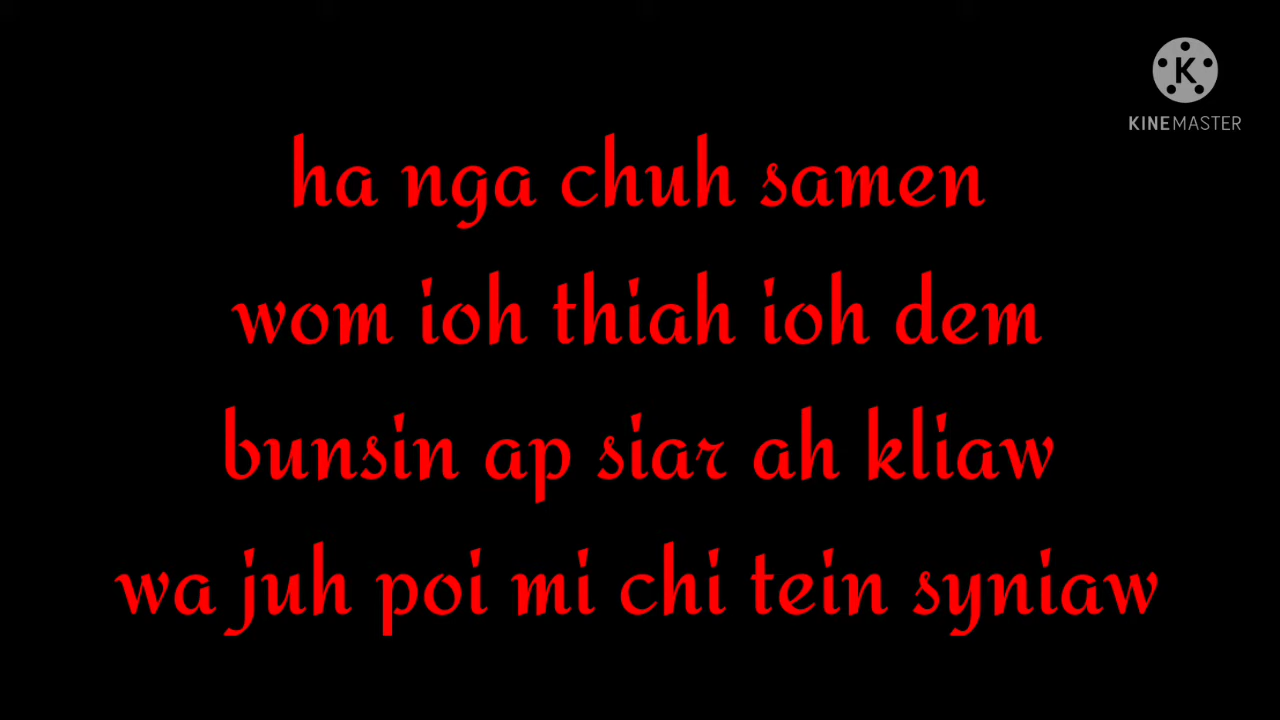 KINEMASTER
ha nga chuh samen
wom ioh thiah ioh dem
bunsin ap siar ah kliaw
wa juh poi mi chi tein syniaw